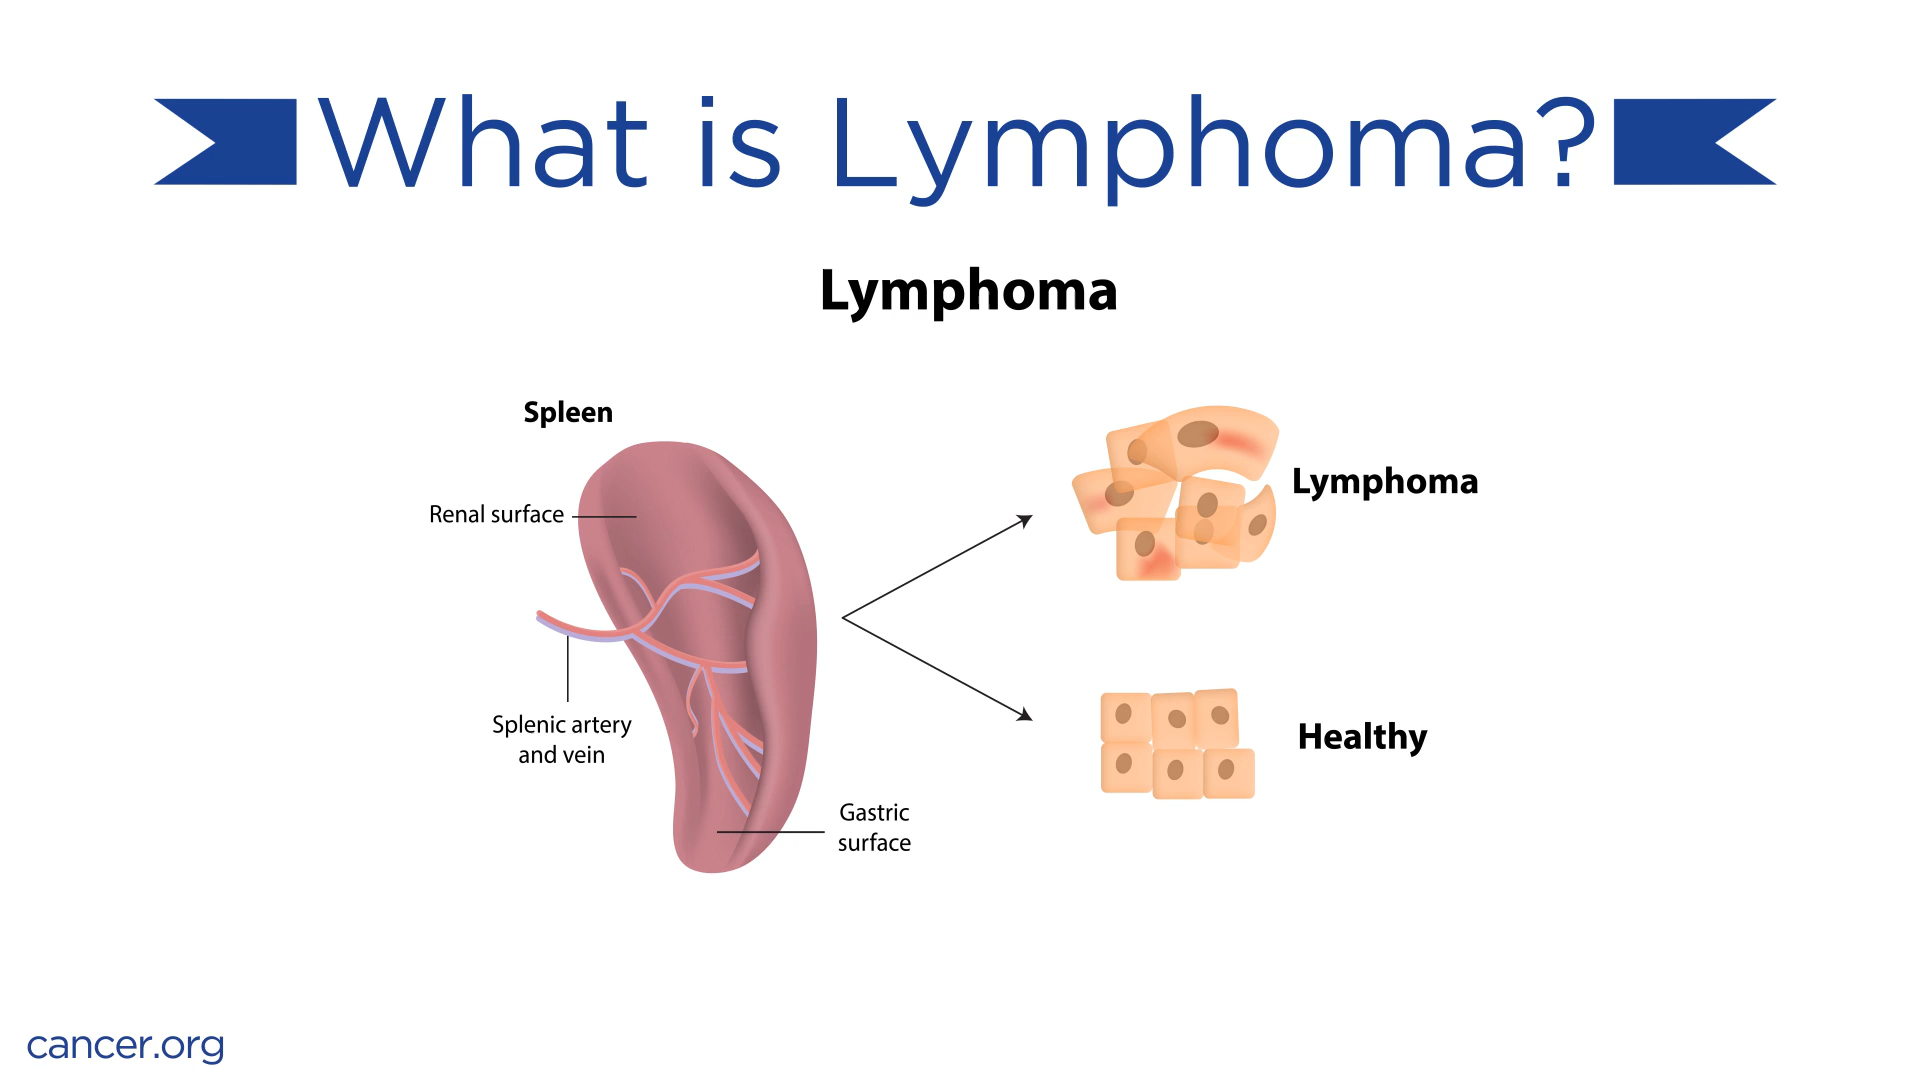 What is Lymphoma?
Lymphoma
Spleen
Renal surface
Splenic artery
and vein
Gastric
surface
Lymphoma
Healthy
cancer.org